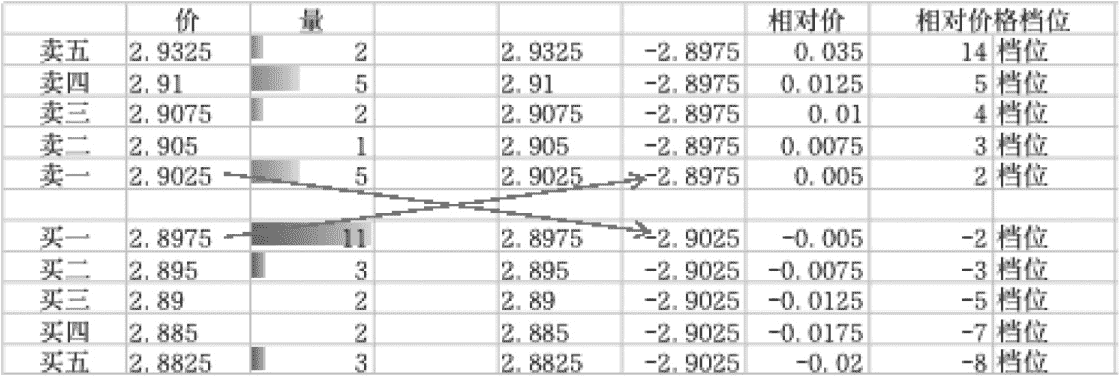 价 量 相对价 相对价格档位
卖五 2.9325 2 2.9325 -2.8975 0.035 14 档位
卖四 2.91 5 2.91 -2.8975 0.0125 5 档位
卖三 2.9075 2 2.9075 -2.8975 0.01 4 档位
卖二 2.905 1 2.905 -2.8975 0.0075 3 档位
卖一 2.9025 5 2.9025 -2.8975 0.005 2 档位
买一 2.8975 11 2.8975 -2.9025 -0.005 -2 档位
买二 2.895 3 2.895 -2.9025 -0.0075 -3 档位
买三 2.89 2 2.89 -2.9025 -0.0125 -5 档位
买四 2.885 2 2.885 -2.9025 -0.0175 -7 档位
买五 2.8825 3 2.8825 -2.9025 -0.02 -8 档位